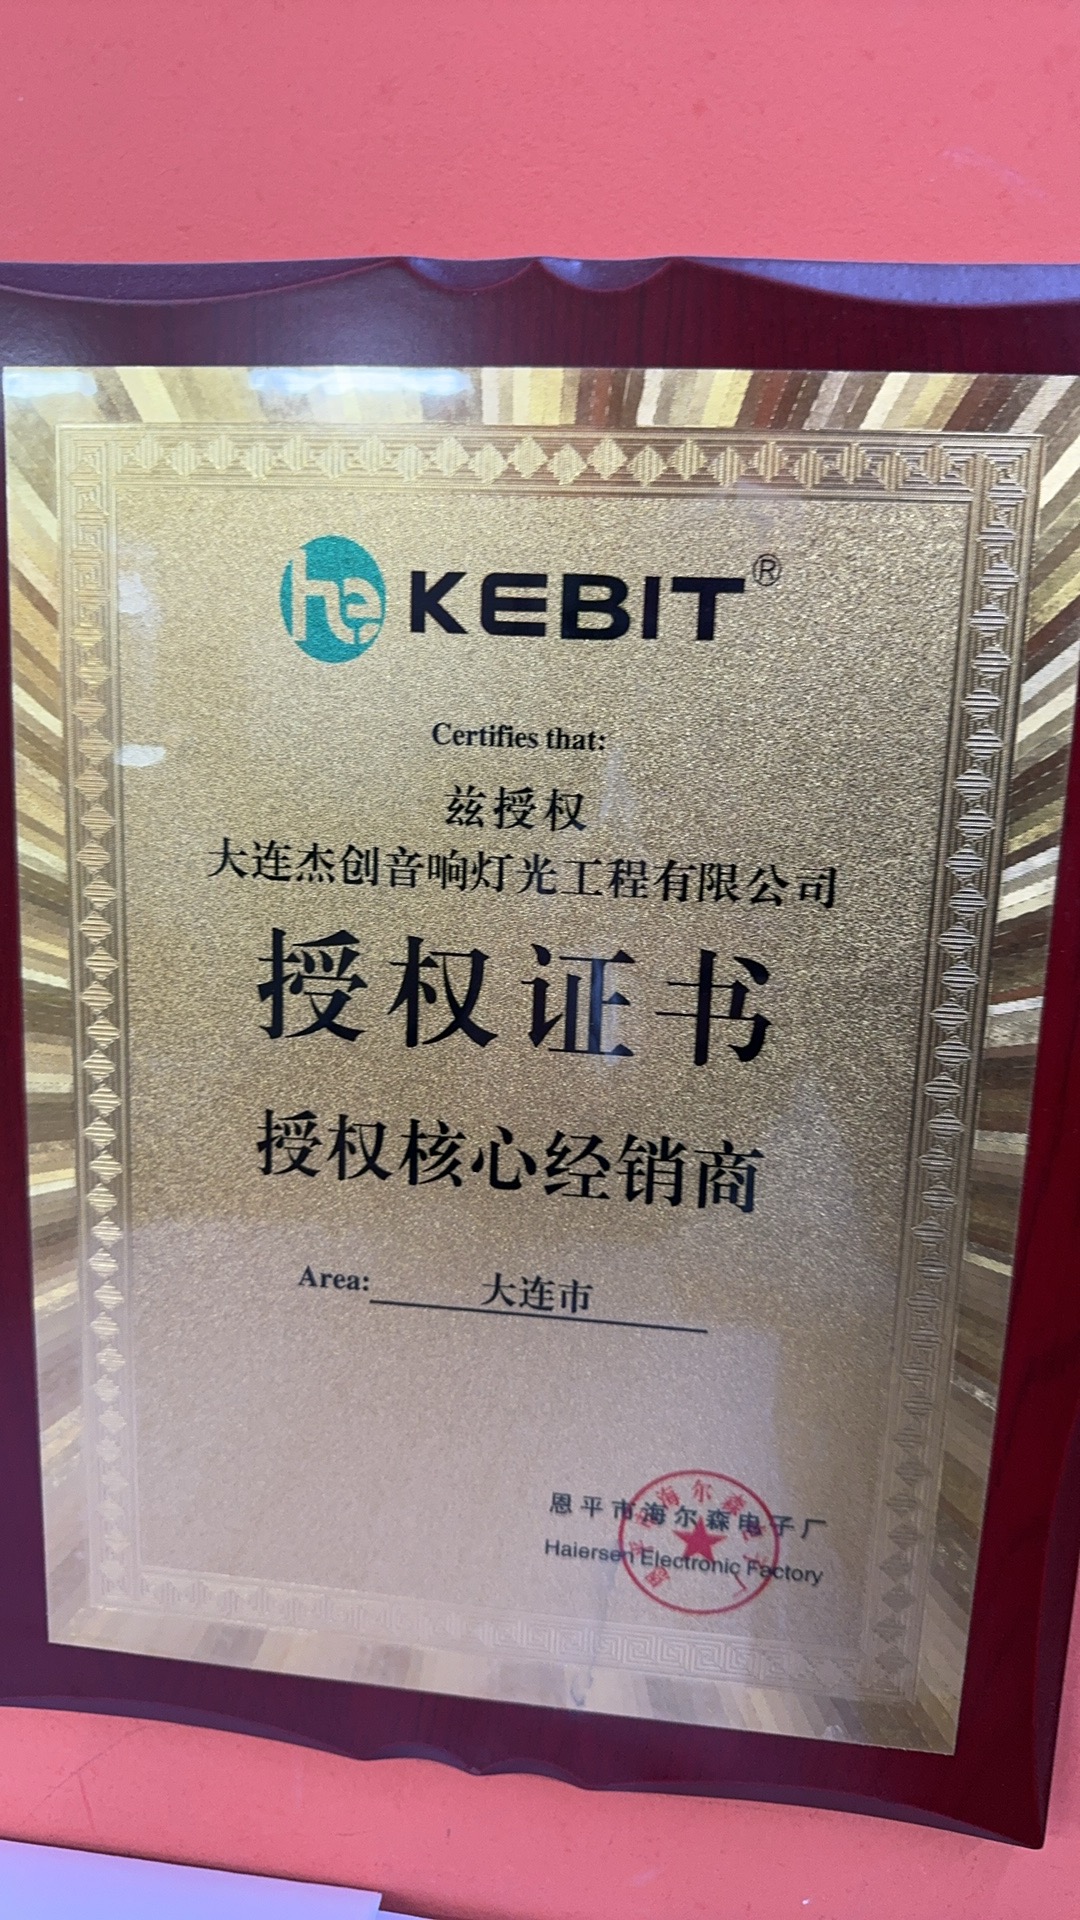 he KEBIT®
Certifies that:
兹授权
大连杰创音响灯光工程有限公司
授权证书
授权核心经销商
Area: 大连市
恩平市海尔森电子厂
Haiersen Electronic Factory